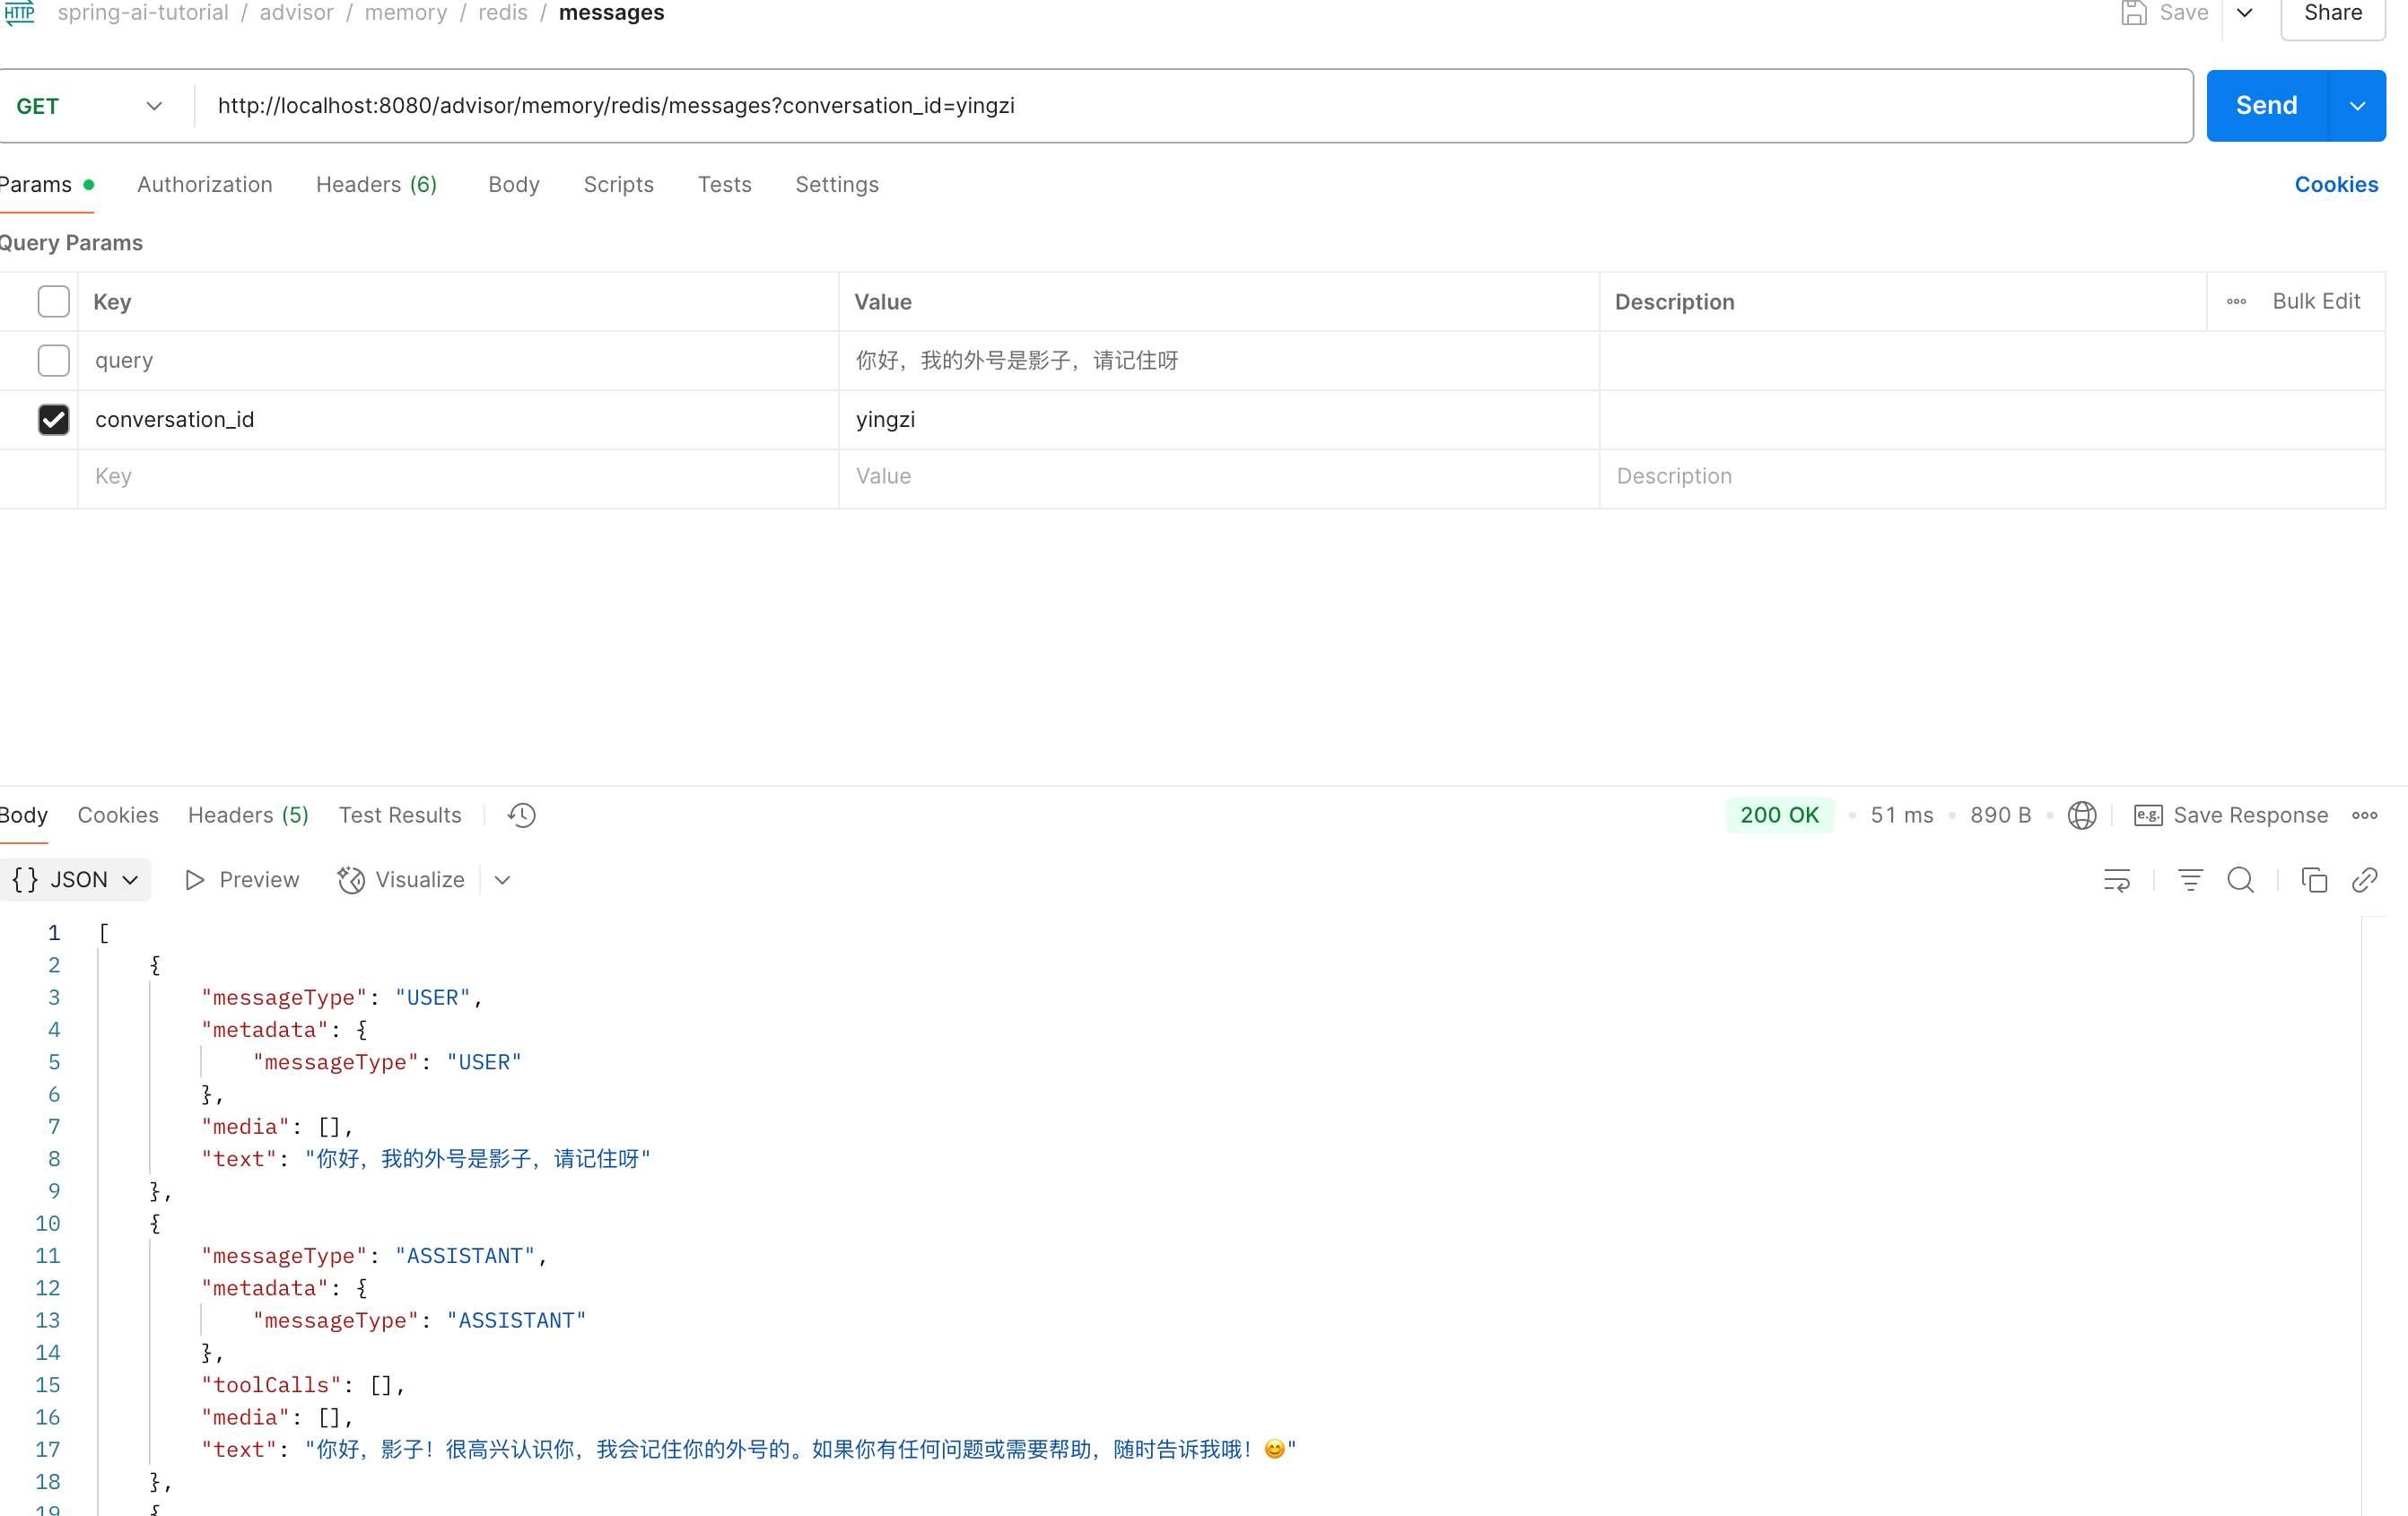 HTTP spring-ai-tutorial / advisor / memory / redis / messages Save Share
GET http://localhost:8080/advisor/memory/redis/messages?conversation_id=yingzi Send
Params Authorization Headers (6) Body Scripts Tests Settings Cookies
Query Params
Key Value Description Bulk Edit
query 你好，我的外号是影子，请记住呀
conversation_id yingzi
Key Value Description
Body Cookies Headers (5) Test Results 200 OK 51 ms 890 B e.g. Save Response
{} JSON Preview Visualize
1 [
2 {
3 "messageType": "USER",
4 "metadata": {
5 "messageType": "USER"
6 },
7 "media": [],
8 "text": "你好，我的外号是影子，请记住呀"
9 },
10 {
11 "messageType": "ASSISTANT",
12 "metadata": {
13 "messageType": "ASSISTANT"
14 },
15 "toolCalls": [],
16 "media": [],
17 "text": "你好，影子！很高兴认识你，我会记住你的外号的。如果你有任何问题或需要帮助，随时告诉我哦！😊"
18 },
19 {